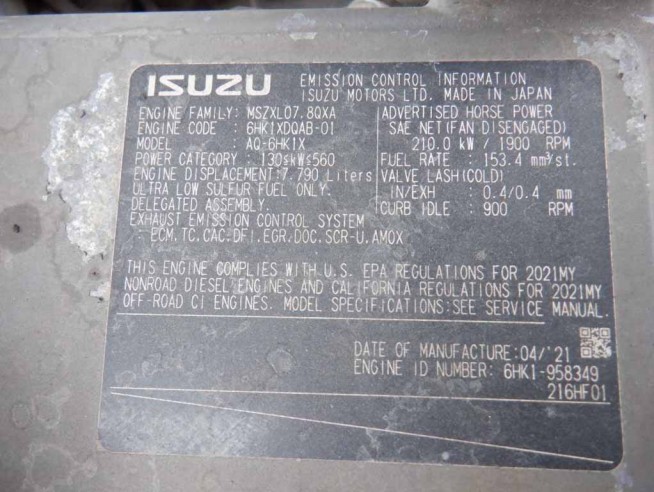 ISUZU EMISSION CONTROL INFORMATION
ISUZU MOTORS LTD. MADE IN JAPAN
ENGINE FAMILY: MSZXL07.8QXA
ENGINE CODE : 6HK1XDQAB-01
MODEL : AQ-6HK1X
POWER CATEGORY : 130≤kW≤560
ENGINE DISPLACEMENT:7.790 Liters
ULTRA LOW SULFUR FUEL ONLY.
DELEGATED ASSEMBLY.
EXHAUST EMISSION CONTROL SYSTEM
ECM,TC,CAC,DFI,EGR,DOC,SCR-U,AMOX
ADVERTISED HORSE POWER
SAE NET(FAN DISENGAGED)
210.0 kW / 1900 RPM
FUEL RATE : 153.4 mm³/st.
VALVE LASH(COLD)
IN/EXH : 0.4/0.4 mm
CURB IDLE : 900 RPM
THIS ENGINE COMPLIES WITH U.S. EPA REGULATIONS FOR 2021MY
NONROAD DIESEL ENGINES AND CALIFORNIA REGULATIONS FOR 2021MY
OFF-ROAD CI ENGINES. MODEL SPECIFICATIONS:SEE SERVICE MANUAL.
DATE OF MANUFACTURE:04/'21
ENGINE ID NUMBER: 6HK1-958349
216HF01